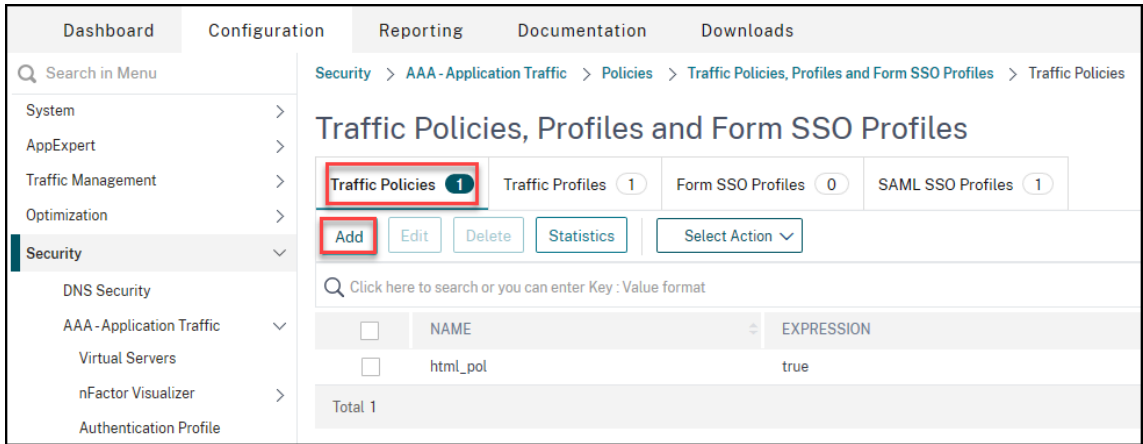 Dashboard Configuration Reporting Documentation Downloads
Search in Menu
System
AppExpert
Traffic Management
Optimization
Security
DNS Security
AAA - Application Traffic
Virtual Servers
nFactor Visualizer
Authentication Profile
Security > AAA - Application Traffic > Policies > Traffic Policies, Profiles and Form SSO Profiles > Traffic Policies
Traffic Policies, Profiles and Form SSO Profiles
Traffic Policies 1 Traffic Profiles 1 Form SSO Profiles 0 SAML SSO Profiles 1
Add Edit Delete Statistics Select Action
Click here to search or you can enter Key : Value format
NAME EXPRESSION
html_pol true
Total 1